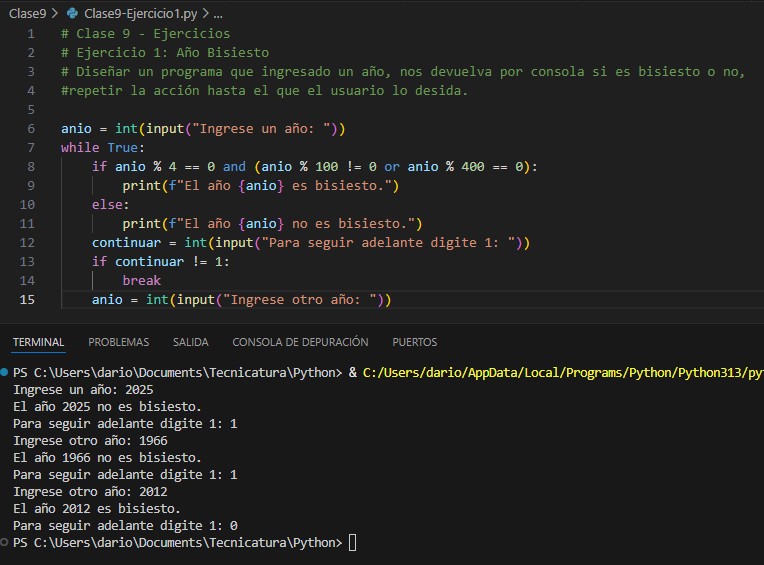 Clase9 > Clase9-Ejercicio1.py > ...
1 # Clase 9 - Ejercicios
2 # Ejercicio 1: Año Bisiesto
3 # Diseñar un programa que ingresado un año, nos devuelva por consola si es bisiesto o no,
4 #repetir la acción hasta el que el usuario lo desida.
5
6 anio = int(input("Ingrese un año: "))
7 while True:
8     if anio % 4 == 0 and (anio % 100 != 0 or anio % 400 == 0):
9         print(f"El año {anio} es bisiesto.")
10     else:
11         print(f"El año {anio} no es bisiesto.")
12     continuar = int(input("Para seguir adelante digite 1: "))
13     if continuar != 1:
14         break
15     anio = int(input("Ingrese otro año: "))
TERMINAL PROBLEMAS SALIDA CONSOLA DE DEPURACIÓN PUERTOS
PS C:\Users\dario\Documents\Tecnicatura\Python> & C:/Users/dario/AppData/Local/Programs/Python/Python313/pyt
Ingrese un año: 2025
El año 2025 no es bisiesto.
Para seguir adelante digite 1: 1
Ingrese otro año: 1966
El año 1966 no es bisiesto.
Para seguir adelante digite 1: 1
Ingrese otro año: 2012
El año 2012 es bisiesto.
Para seguir adelante digite 1: 0
PS C:\Users\dario\Documents\Tecnicatura\Python>